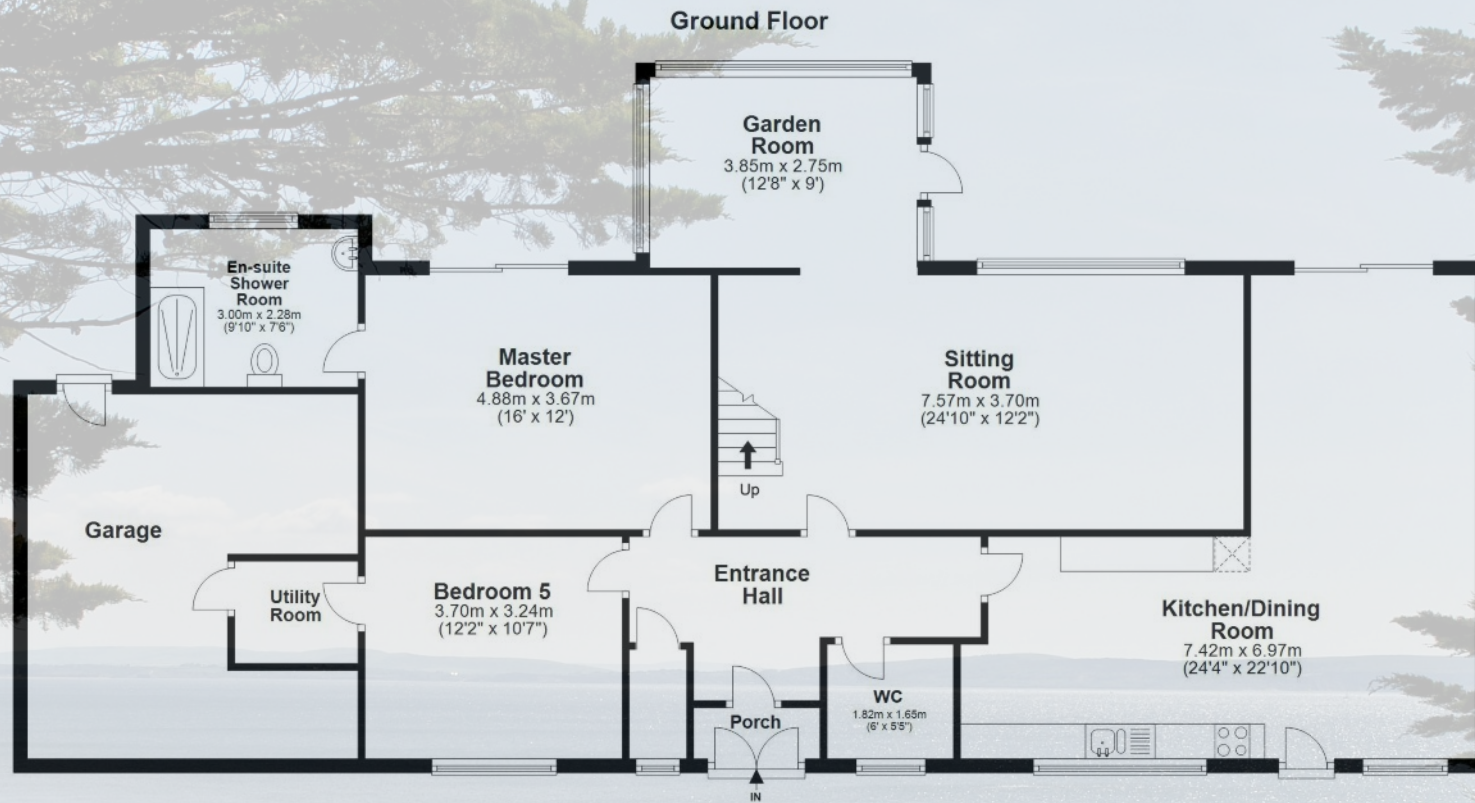 Ground Floor
Garden
Room
3.85m x 2.75m
(12'8" x 9')
En-suite
Shower
Room
3.00m x 2.28m
(9'10" x 7'6")
Master
Bedroom
4.88m x 3.67m
(16' x 12')
Sitting
Room
7.57m x 3.70m
(24'10" x 12'2")
Up
Garage
Utility
Room
Bedroom 5
3.70m x 3.24m
(12'2" x 10'7")
Entrance
Hall
Kitchen/Dining
Room
7.42m x 6.97m
(24'4" x 22'10")
WC
1.82m x 1.65m
(6' x 5'5")
Porch
IN